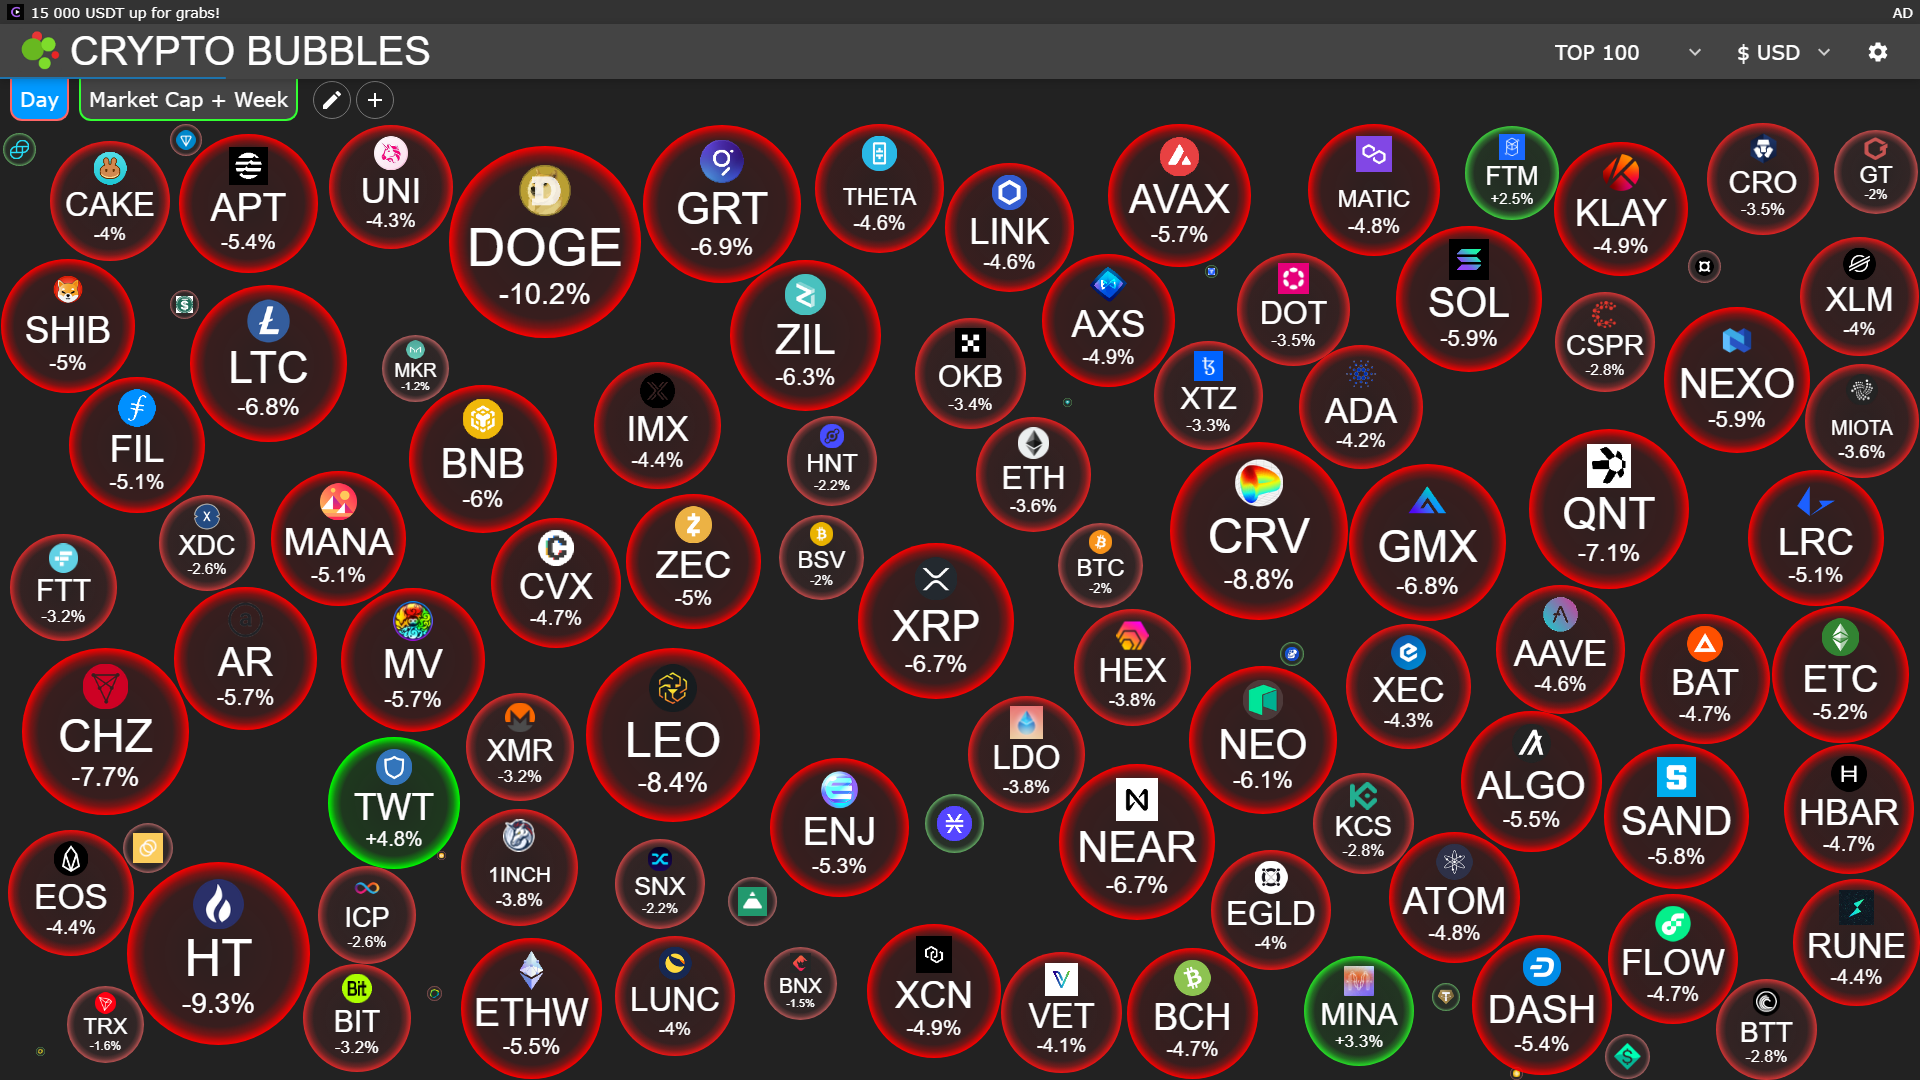 15 000 USDT up for grabs!
AD
CRYPTO BUBBLES
TOP 100
$ USD
Day
Market Cap + Week
CAKE
-4%
APT
-5.4%
UNI
-4.3%
DOGE
-10.2%
GRT
-6.9%
THETA
-4.6%
LINK
-4.6%
AVAX
-5.7%
MATIC
-4.8%
FTM
+2.5%
KLAY
-4.9%
CRO
-3.5%
GT
-2%
SHIB
-5%
LTC
-6.8%
MKR
-1.2%
ZIL
-6.3%
OKB
-3.4%
AXS
-4.9%
DOT
-3.5%
SOL
-5.9%
CSPR
-2.8%
NEXO
-5.9%
XLM
-4%
FIL
-5.1%
BNB
-6%
IMX
-4.4%
HNT
-2.2%
ETH
-3.6%
XTZ
-3.3%
ADA
-4.2%
MIOTA
-3.6%
XDC
-2.6%
MANA
-5.1%
CVX
-4.7%
ZEC
-5%
BSV
-2%
BTC
-2%
CRV
-8.8%
GMX
-6.8%
QNT
-7.1%
LRC
-5.1%
FTT
-3.2%
AR
-5.7%
MV
-5.7%
XRP
-6.7%
HEX
-3.8%
XEC
-4.3%
AAVE
-4.6%
BAT
-4.7%
ETC
-5.2%
CHZ
-7.7%
TWT
+4.8%
XMR
-3.2%
LEO
-8.4%
LDO
-3.8%
NEO
-6.1%
ALGO
-5.5%
SAND
-5.8%
HBAR
-4.7%
EOS
-4.4%
1INCH
-3.8%
SNX
-2.2%
ENJ
-5.3%
NEAR
-6.7%
KCS
-2.8%
EGLD
-4%
ATOM
-4.8%
HT
-9.3%
ICP
-2.6%
FLOW
-4.7%
RUNE
-4.4%
TRX
-1.6%
Bit
BIT
-3.2%
ETHW
-5.5%
LUNC
-4%
BNX
-1.5%
XCN
-4.9%
VET
-4.1%
BCH
-4.7%
MINA
+3.3%
DASH
-5.4%
BTT
-2.8%